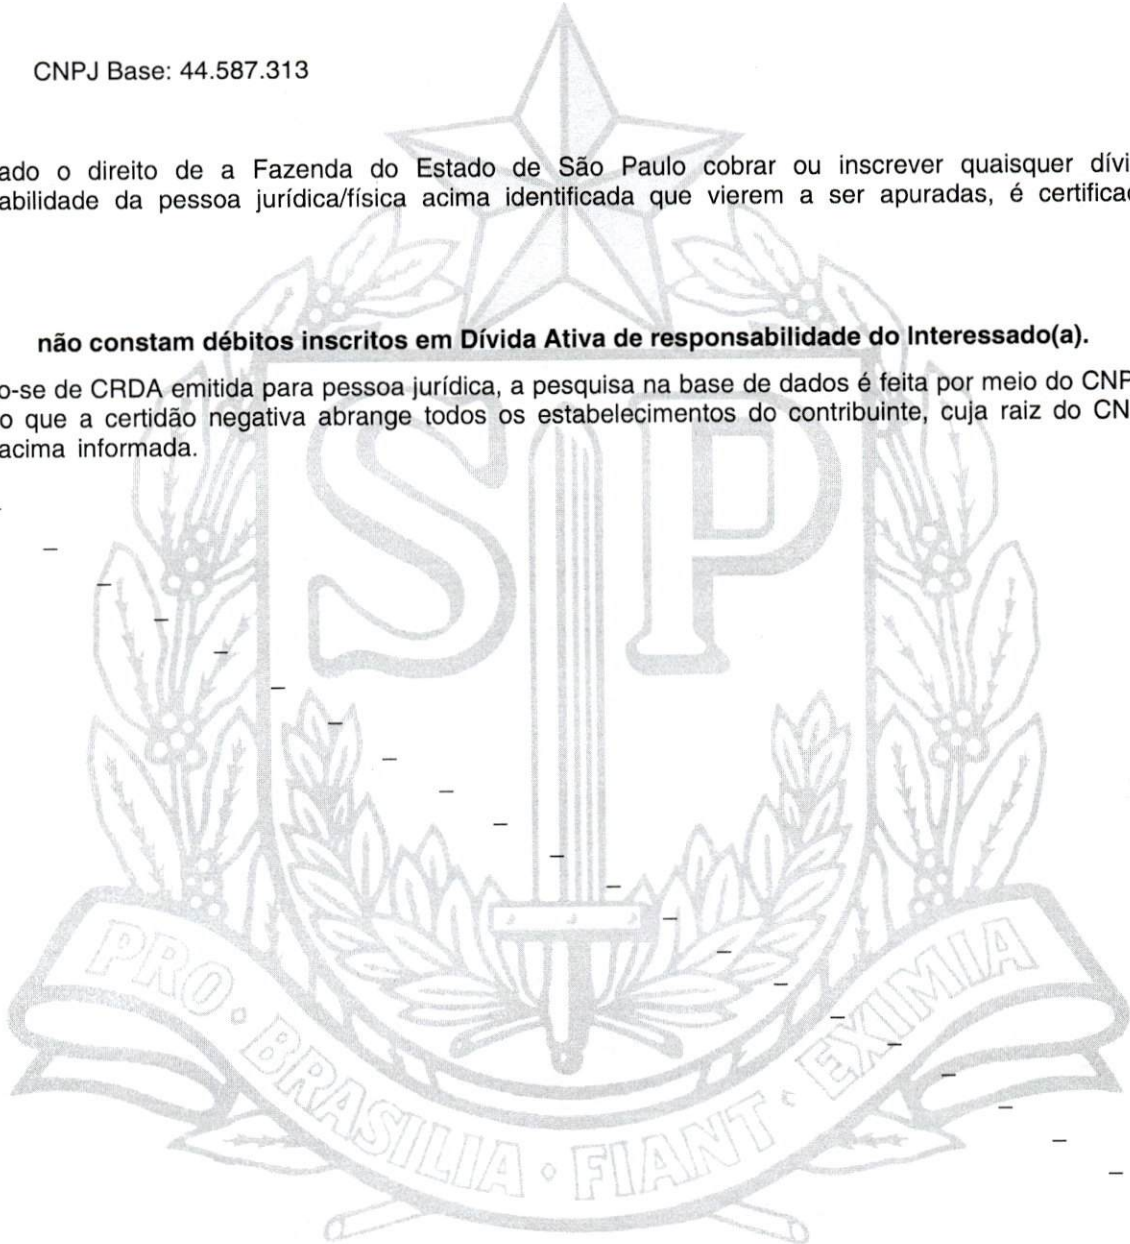 CNPJ Base: 44.587.313
ado o direito de a Fazenda do Estado de São Paulo cobrar ou inscrever quaisquer dívi
abilidade da pessoa jurídica/física acima identificada que vierem a ser apuradas, é certifica
não constam débitos inscritos em Dívida Ativa de responsabilidade do Interessado(a).
o-se de CRDA emitida para pessoa jurídica, a pesquisa na base de dados é feita por meio do CNP
o que a certidão negativa abrange todos os estabelecimentos do contribuinte, cuja raiz do CN
acima informada.
SP
PRO · BRASILIA · FIANT · EXIMIA